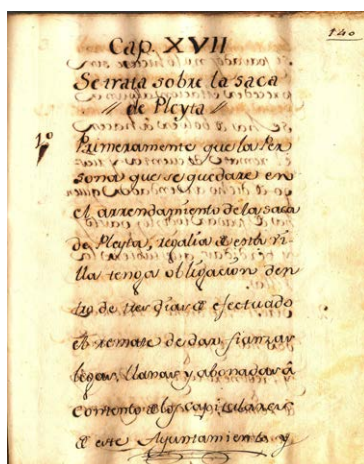 140
Cap. XVII
Se trata sobre la saca
de Pleyta
1º
Primeramente que la Per
sona que se quedare en
el arrendamiento de la saca
de Pleyta, regalia de esta vi
lla tenga obligacion den
tro de tres dias de efectuado
el remate de dar fianzas
legas, llanas y abonadas a
contento de los capitulares
de este Ayuntamiento y